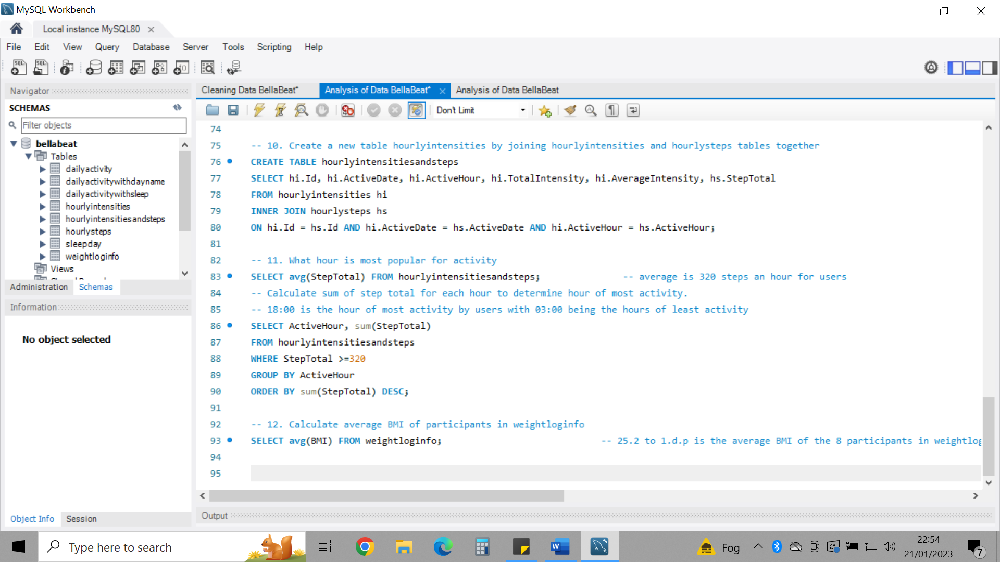 MySQL Workbench
Local instance MySQL80
File Edit View Query Database Server Tools Scripting Help
Navigator
SCHEMAS
Filter objects
bellabeat
Tables
dailyactivity
dailyactivitywithdayname
dailyactivitywithsleep
hourlyintensities
hourlyintensitiesandsteps
hourlysteps
sleepday
weightloginfo
Views
Administration Schemas
Information
No object selected
Object Info Session
Cleaning Data BellaBeat* Analysis of Data BellaBeat* Analysis of Data BellaBeat
Don't Limit
74
75 -- 10. Create a new table hourlyintensities by joining hourlyintensities and hourlysteps tables together
76 CREATE TABLE hourlyintensitiesandsteps
77 SELECT hi.Id, hi.ActiveDate, hi.ActiveHour, hi.TotalIntensity, hi.AverageIntensity, hs.StepTotal
78 FROM hourlyintensities hi
79 INNER JOIN hourlysteps hs
80 ON hi.Id = hs.Id AND hi.ActiveDate = hs.ActiveDate AND hi.ActiveHour = hs.ActiveHour;
81
82 -- 11. What hour is most popular for activity
83 SELECT avg(StepTotal) FROM hourlyintensitiesandsteps; -- average is 320 steps an hour for users
84 -- Calculate sum of step total for each hour to determine hour of most activity.
85 -- 18:00 is the hour of most activity by users with 03:00 being the hours of least activity
86 SELECT ActiveHour, sum(StepTotal)
87 FROM hourlyintensitiesandsteps
88 WHERE StepTotal >=320
89 GROUP BY ActiveHour
90 ORDER BY sum(StepTotal) DESC;
91
92 -- 12. Calculate average BMI of participants in weightloginfo
93 SELECT avg(BMI) FROM weightloginfo; -- 25.2 to 1.d.p is the average BMI of the 8 participants in weightlog
94
95
Output
Type here to search
Fog
22:54
21/01/2023
7